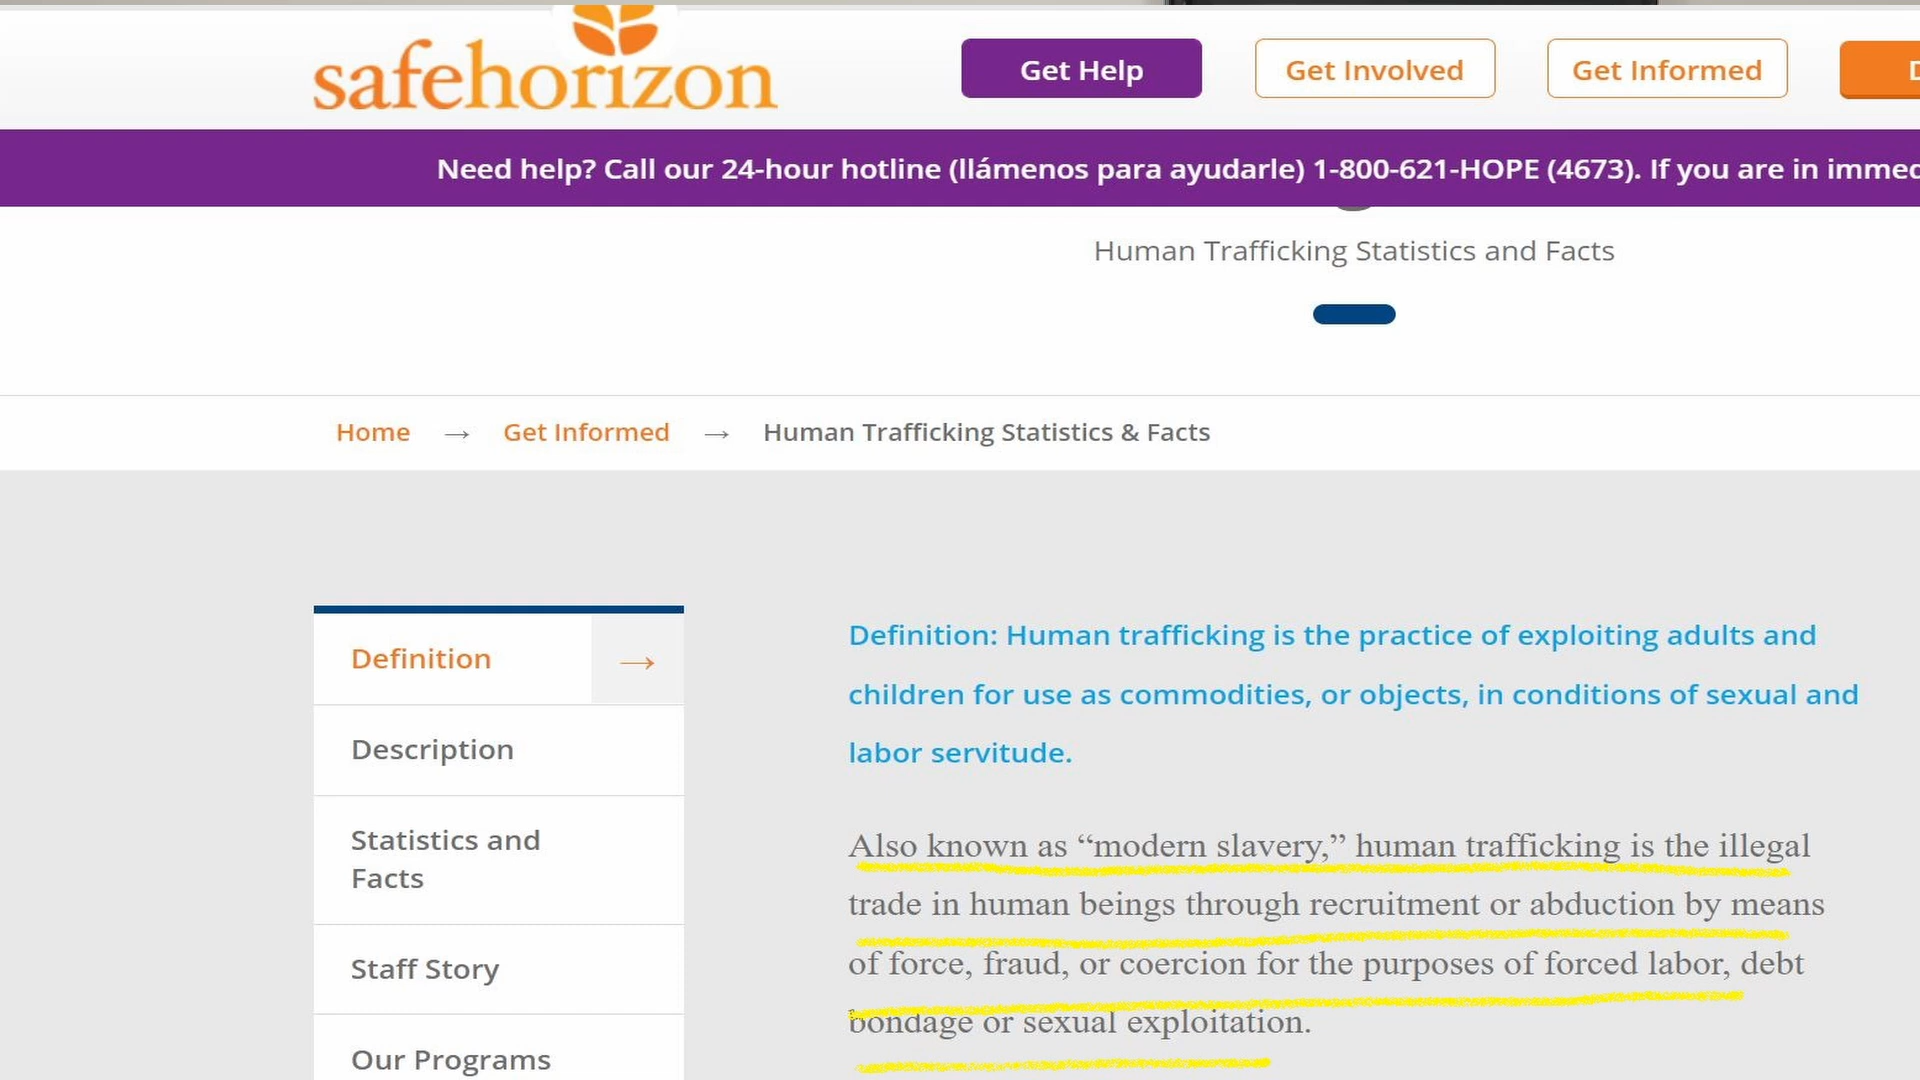 safehorizon
Get Help
Get Involved
Get Informed
Need help? Call our 24-hour hotline (llámenos para ayudarle) 1-800-621-HOPE (4673). If you are in
Human Trafficking Statistics and Facts
Home → Get Informed → Human Trafficking Statistics & Facts
Definition →
Description
Statistics and
Facts
Staff Story
Our Programs
Definition: Human trafficking is the practice of exploiting adults and
children for use as commodities, or objects, in conditions of sexual and
labor servitude.
Also known as “modern slavery,” human trafficking is the illegal
trade in human beings through recruitment or abduction by means
of force, fraud, or coercion for the purposes of forced labor, debt
bondage or sexual exploitation.